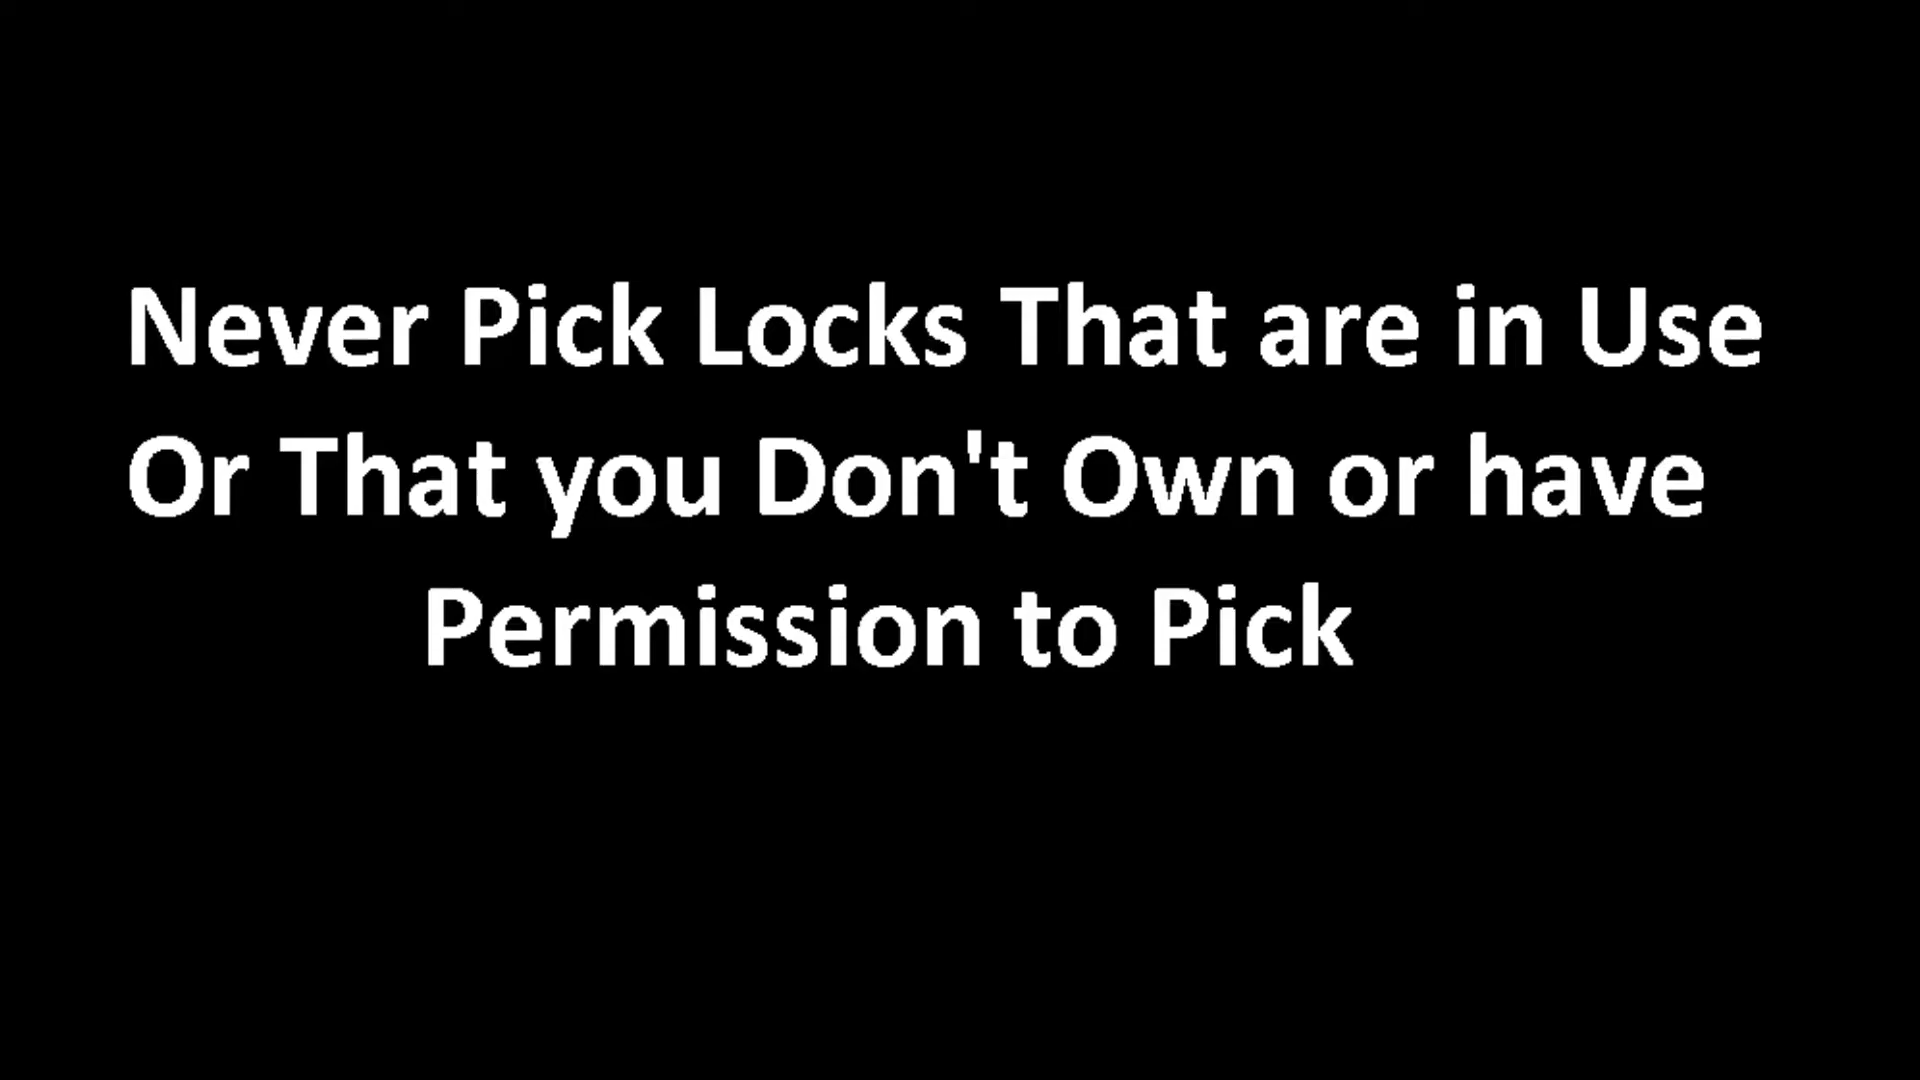 Never Pick Locks That are in Use
Or That you Don't Own or have
Permission to Pick